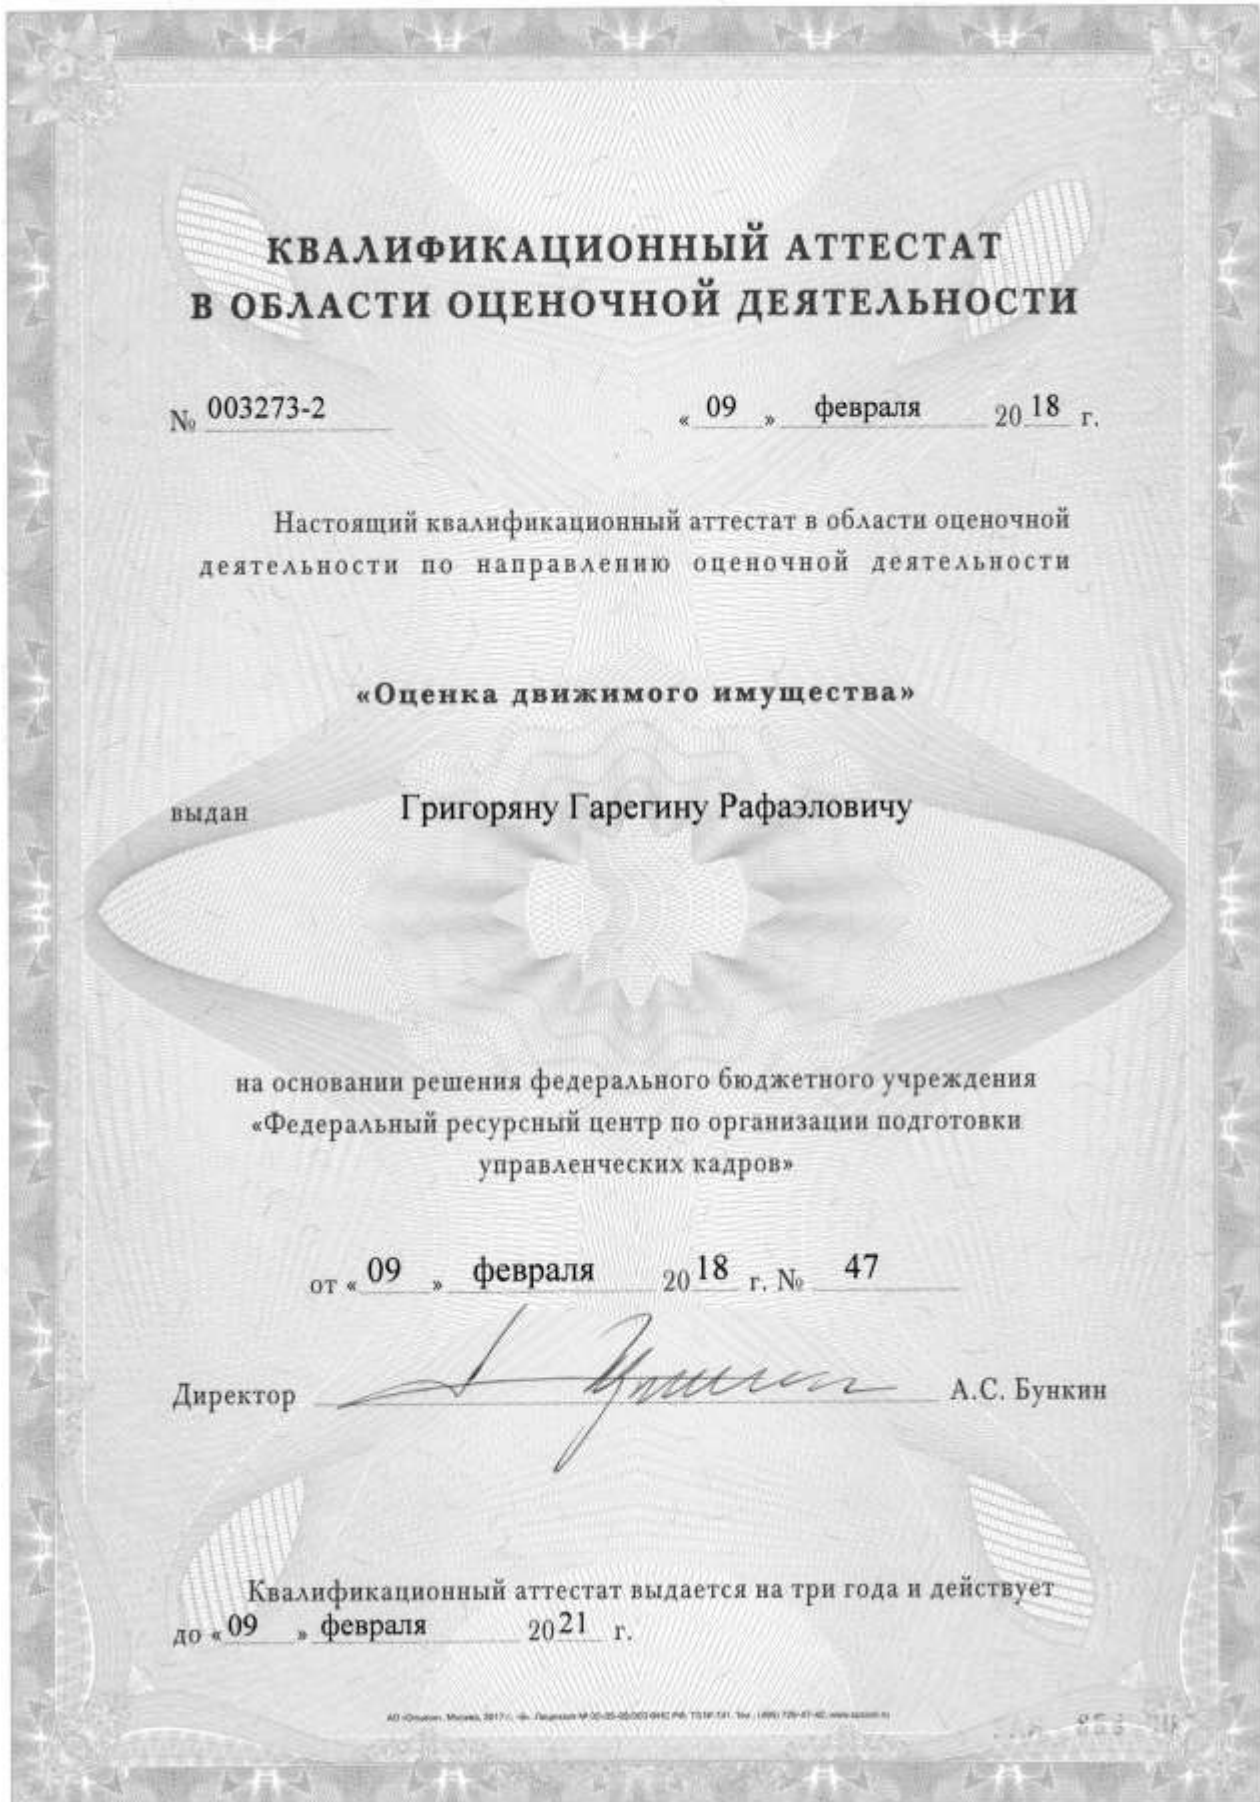 КВАЛИФИКАЦИОННЫЙ АТТЕСТАТ
В ОБЛАСТИ ОЦЕНОЧНОЙ ДЕЯТЕЛЬНОСТИ
№ 003273-2 « 09 » февраля 20 18 г.
Настоящий квалификационный аттестат в области оценочной
деятельности по направлению оценочной деятельности
«Оценка движимого имущества»
выдан Григоряну Гарегину Рафаэловичу
на основании решения федерального бюджетного учреждения
«Федеральный ресурсный центр по организации подготовки
управленческих кадров»
от « 09 » февраля 20 18 г. № 47
Директор А.С. Бункин
Квалификационный аттестат выдается на три года и действует
до « 09 » февраля 20 21 г.
Москва, 2017 г.